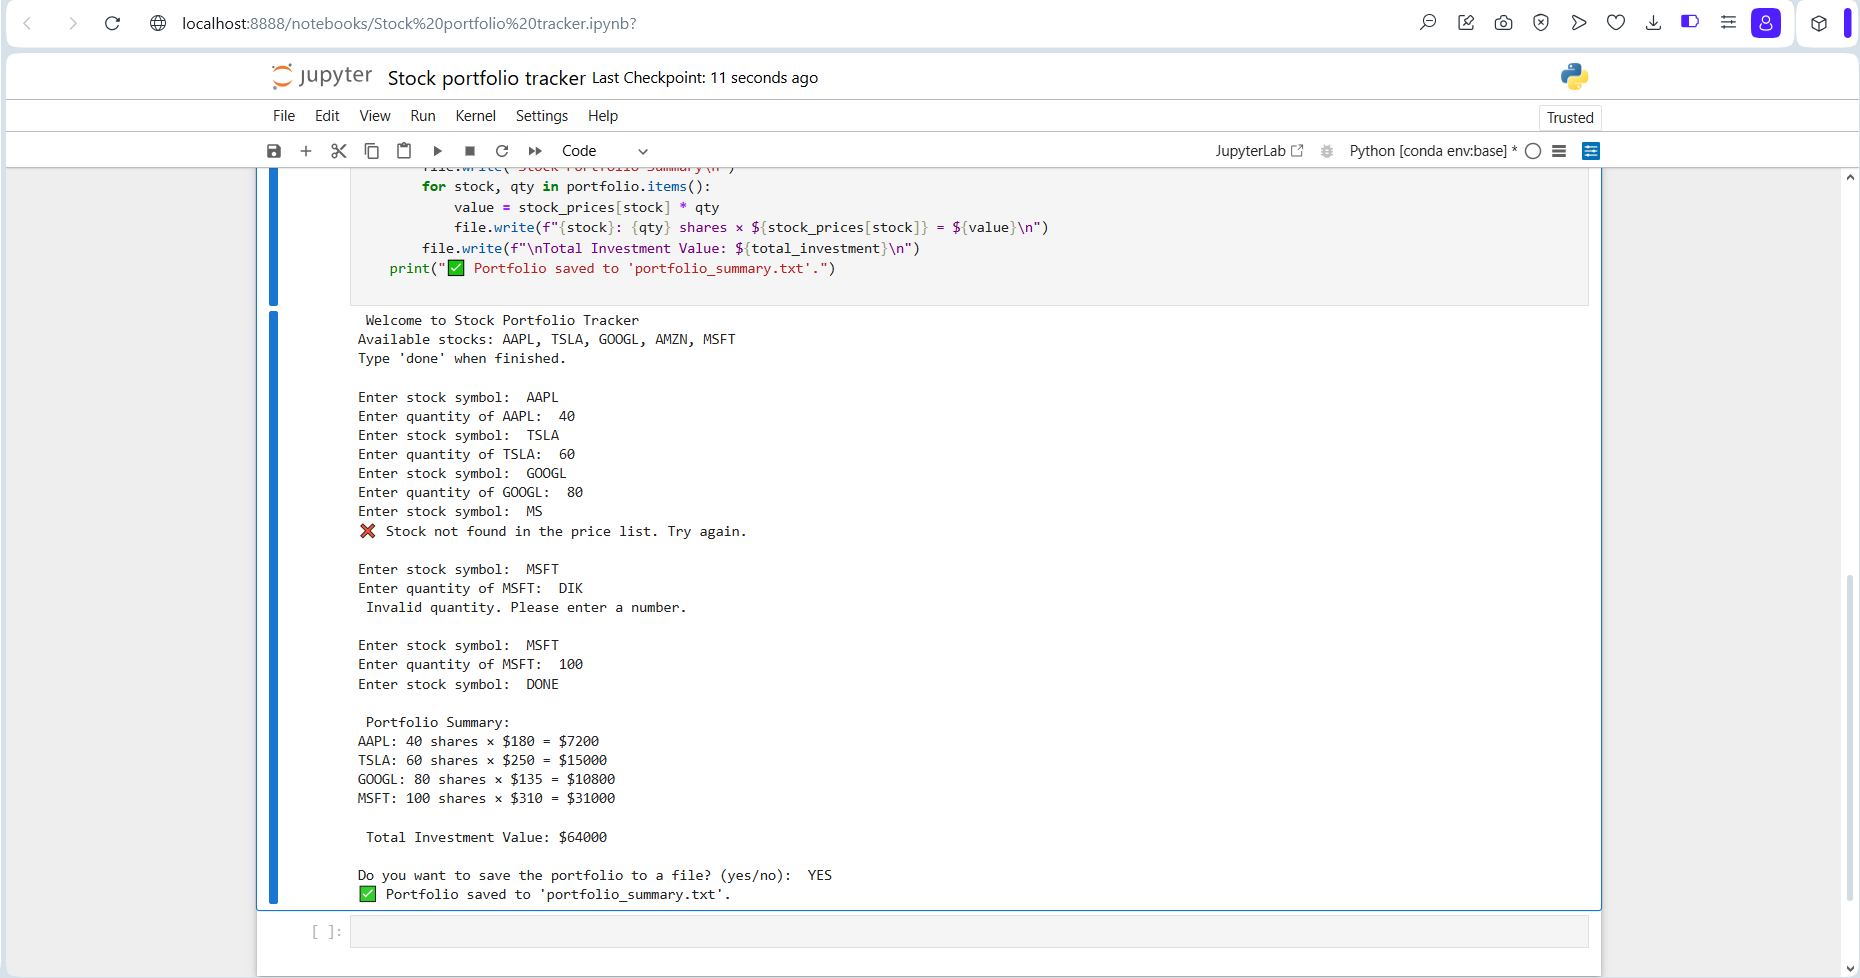 localhost:8888/notebooks/Stock%20portfolio%20tracker.ipynb?
jupyter Stock portfolio tracker Last Checkpoint: 11 seconds ago
File Edit View Run Kernel Settings Help
Trusted
Code
JupyterLab
Python [conda env:base] *
file.write("Stock Portfolio Summary\n")
for stock, qty in portfolio.items():
value = stock_prices[stock] * qty
file.write(f"{stock}: {qty} shares × ${stock_prices[stock]} = ${value}\n")
file.write(f"\nTotal Investment Value: ${total_investment}\n")
print("✅ Portfolio saved to 'portfolio_summary.txt'.")
Welcome to Stock Portfolio Tracker
Available stocks: AAPL, TSLA, GOOGL, AMZN, MSFT
Type 'done' when finished.
Enter stock symbol:  AAPL
Enter quantity of AAPL:  40
Enter stock symbol:  TSLA
Enter quantity of TSLA:  60
Enter stock symbol:  GOOGL
Enter quantity of GOOGL:  80
Enter stock symbol:  MS
❌ Stock not found in the price list. Try again.
Enter stock symbol:  MSFT
Enter quantity of MSFT:  DIK
Invalid quantity. Please enter a number.
Enter stock symbol:  MSFT
Enter quantity of MSFT:  100
Enter stock symbol:  DONE
Portfolio Summary:
AAPL: 40 shares × $180 = $7200
TSLA: 60 shares × $250 = $15000
GOOGL: 80 shares × $135 = $10800
MSFT: 100 shares × $310 = $31000
Total Investment Value: $64000
Do you want to save the portfolio to a file? (yes/no):  YES
✅ Portfolio saved to 'portfolio_summary.txt'.
[ ]: